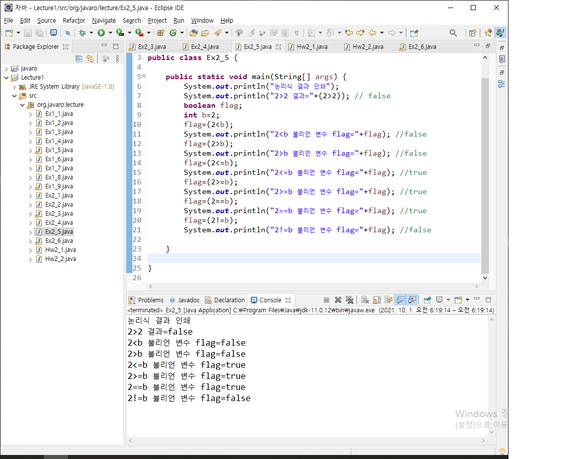 자바 - Lecture1/src/org/javaro/lecture/Ex2_5.java - Eclipse IDE
File Edit Source Refactor Navigate Search Project Run Window Help
Package Explorer
javaro
Lecture1
JRE System Library [JavaSE-1.8]
src
org.javaro.lecture
Ex1_1.java
Ex1_2.java
Ex1_3.java
Ex1_4.java
Ex1_5.java
Ex1_6.java
Ex1_7.java
Ex1_8.java
Ex1_9.java
Ex2_1.java
Ex2_2.java
Ex2_3.java
Ex2_4.java
Ex2_5.java
Ex2_6.java
Hw2_1.java
Hw2_2.java
Ex2_3.java Ex2_4.java Ex2_5.java Hw2_1.java Hw2_2.java Ex2_6.java
3 public class Ex2_5 {
4
5 public static void main(String[] args) {
6 System.out.println("논리식 결과 인쇄");
7 System.out.println("2>2 결과="+(2>2)); // false
8 boolean flag;
9 int b=2;
10 flag=(2<b);
11 System.out.println("2<b 불리언 변수 flag="+flag); //false
12 flag=(2>b);
13 System.out.println("2>b 불리언 변수 flag="+flag); //false
14 flag=(2<=b);
15 System.out.println("2<=b 불리언 변수 flag="+flag); //true
16 flag=(2>=b);
17 System.out.println("2>=b 불리언 변수 flag="+flag); //true
18 flag=(2==b);
19 System.out.println("2==b 불리언 변수 flag="+flag); //true
20 flag=(2!=b);
21 System.out.println("2!=b 불리언 변수 flag="+flag); //false
22
23 }
24
25 }
26
Problems Javadoc Declaration Console
<terminated> Ex2_5 [Java Application] C:₩Program Files₩Java₩jdk-11.0.12₩bin₩javaw.exe (2021. 10. 1. 오전 6:19:14 – 오전 6:19:14)
논리식 결과 인쇄
2>2 결과=false
2<b 불리언 변수 flag=false
2>b 불리언 변수 flag=false
2<=b 불리언 변수 flag=true
2>=b 불리언 변수 flag=true
2==b 불리언 변수 flag=true
2!=b 불리언 변수 flag=false
Windows 정
[설정]으로 이동